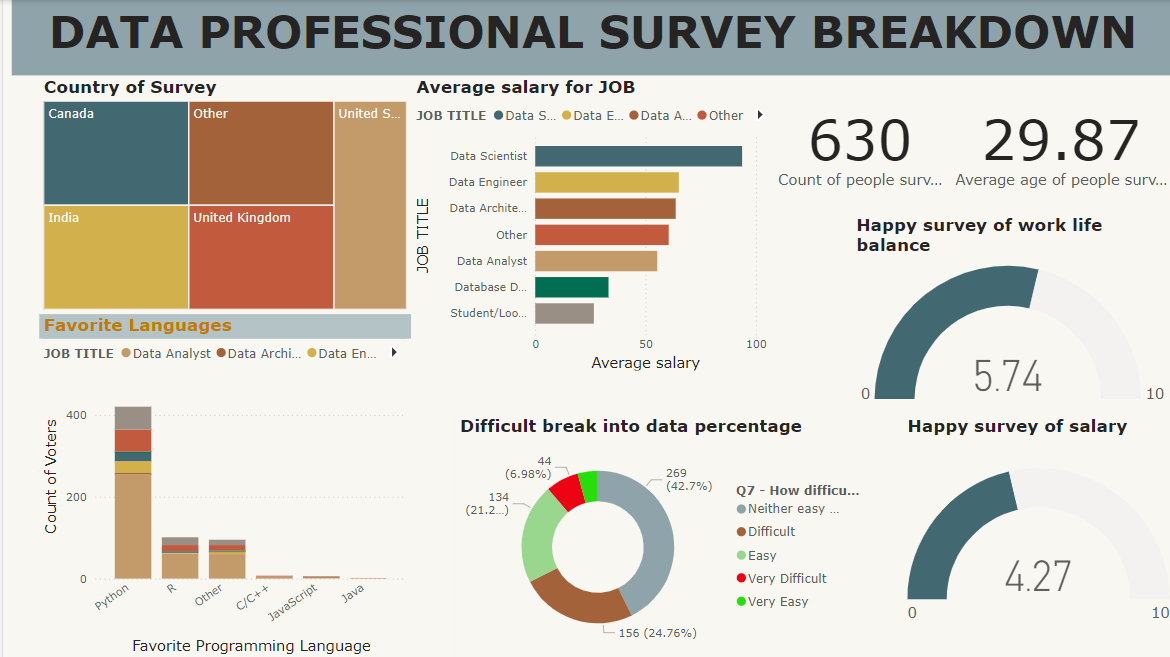 DATA PROFESSIONAL SURVEY BREAKDOWN
Country of Survey
Canada
Other
United S...
India
United Kingdom
Average salary for JOB
JOB TITLE Data S... Data E... Data A... Other
JOB TITLE
Data Scientist
Data Engineer
Data Archite...
Other
Data Analyst
Database D...
Student/Loo...
0 50 100
Average salary
630
Count of people surv...
29.87
Average age of people surv...
Happy survey of work life
balance
5.74
0 10
Favorite Languages
JOB TITLE Data Analyst Data Archi... Data En...
Count of Voters
400
200
0
Python R Other C/C++ JavaScript Java
Favorite Programming Language
Difficult break into data percentage
44
(6.98%)
269
(42.7%)
134
(21.2...)
156 (24.76%)
Q7 - How difficu...
Neither easy ...
Difficult
Easy
Very Difficult
Very Easy
Happy survey of salary
4.27
0 10